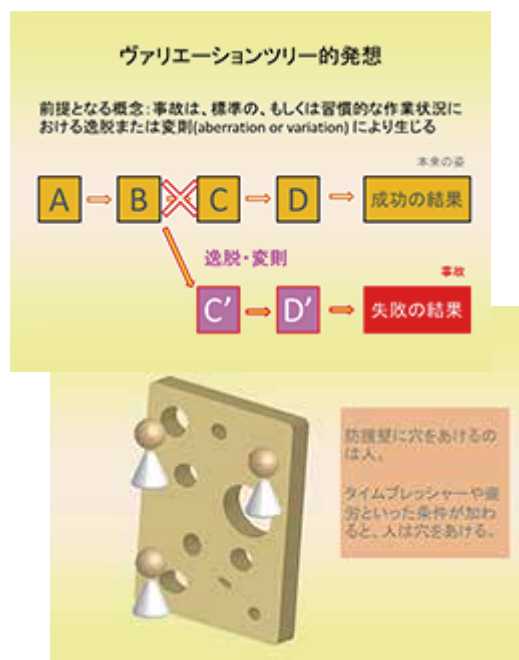 ヴァリエーションツリー的発想
前提となる概念：事故は、標準の、もしくは習慣的な作業状況に
おける逸脱または変則(aberration or variation) により生じる
本来の姿
A B C D 成功の結果
逸脱・変則
事故
C′ D′ 失敗の結果
防護壁に穴をあけるの
は人。
タイムプレッシャーや疲
労といった条件が加わ
ると、人は穴をあける。